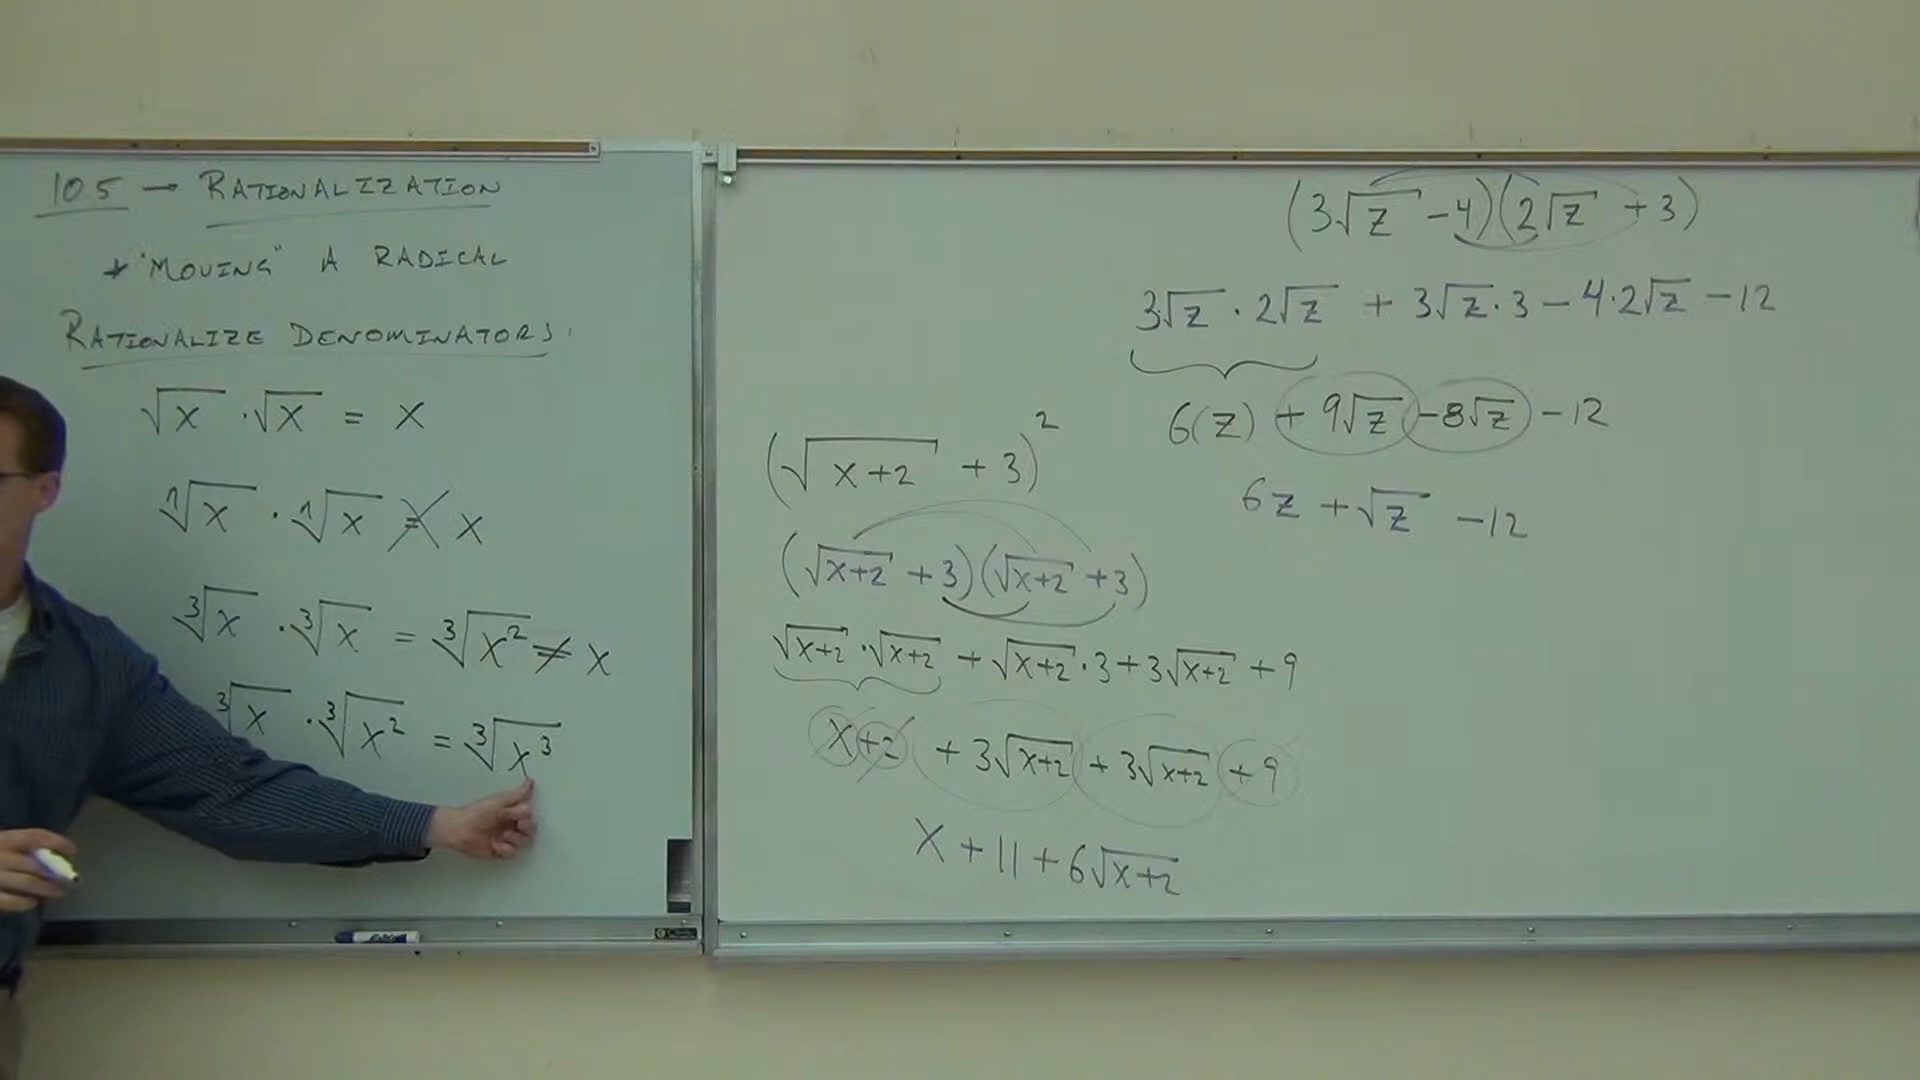 10.5 → RATIONALIZATION
* "MOVING" A RADICAL
RATIONALIZE DENOMINATORS:
√x · √x = x
ⁿ√x · ⁿ√x ≠ x
³√x · ³√x = ³√x² ≠ x
³√x · ³√x² = ³√x³
(√x+2 + 3)²
(√x+2 + 3)(√x+2 + 3)
√x+2 · √x+2 + √x+2 · 3 + 3√x+2 + 9
x + 2 + 3√x+2 + 3√x+2 + 9
x + 11 + 6√x+2
(3√z - 4)(2√z + 3)
3√z · 2√z + 3√z · 3 - 4 · 2√z - 12
6(z) + 9√z - 8√z - 12
6z + √z - 12